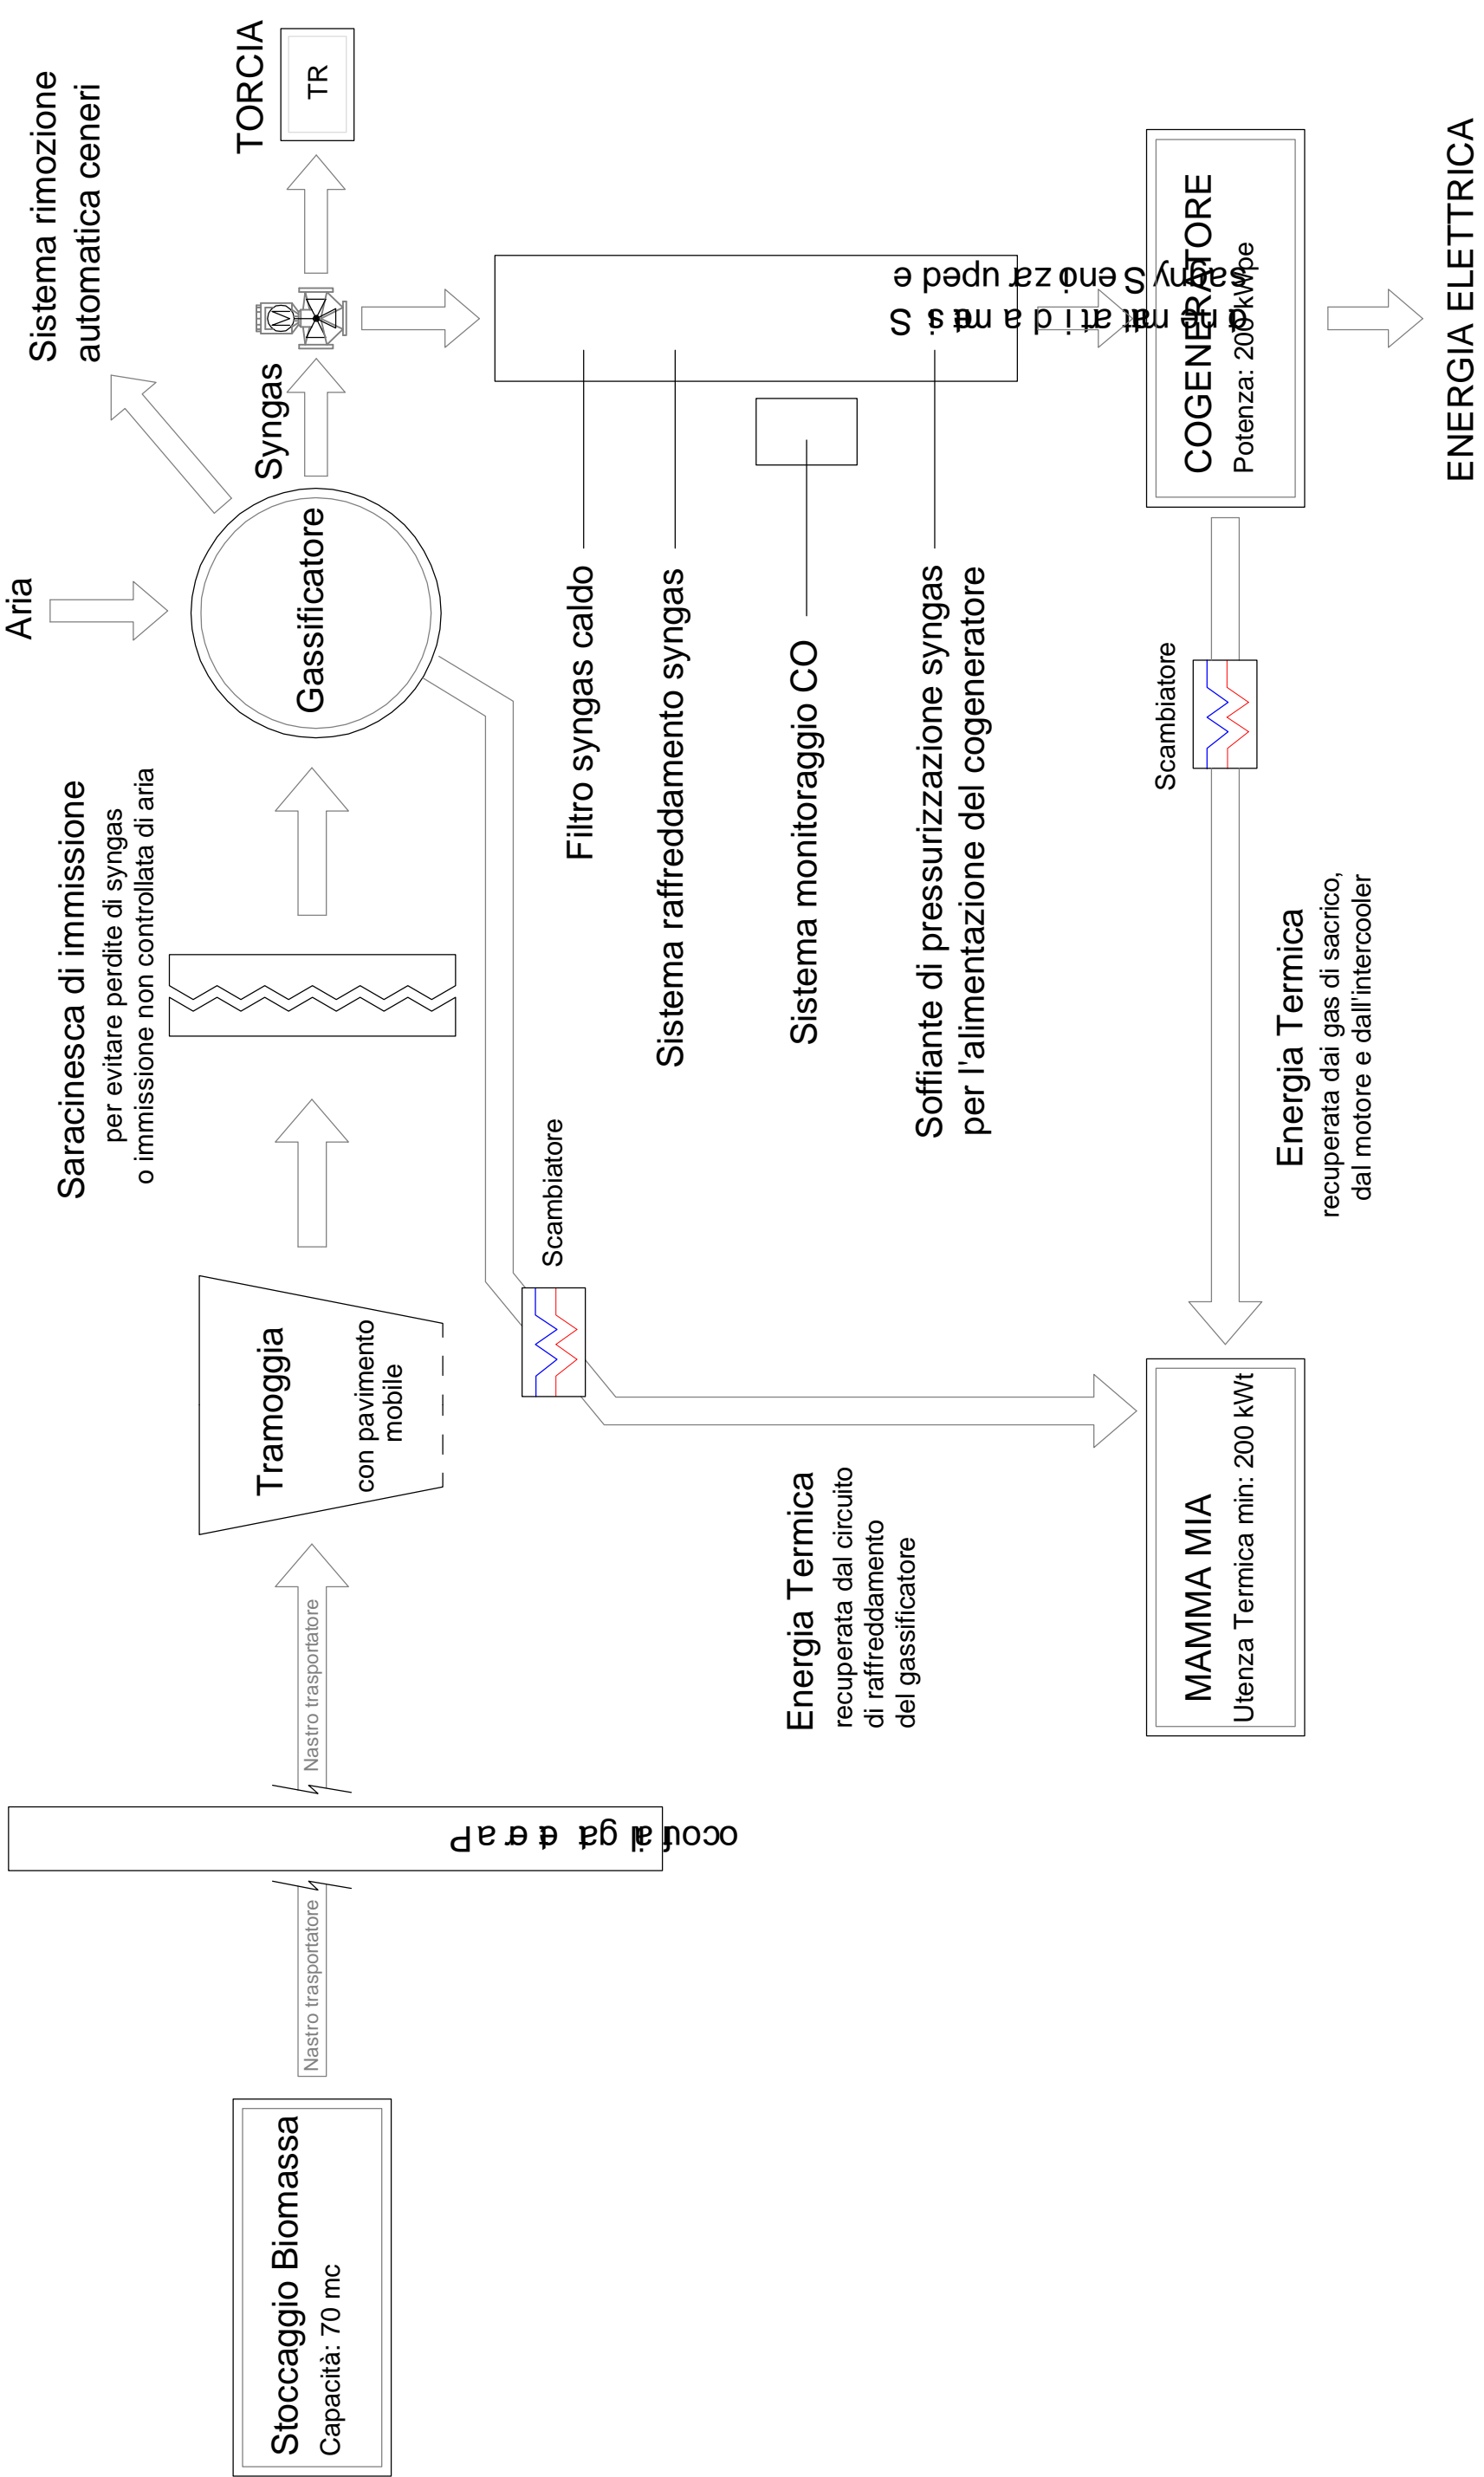 Stoccaggio Biomassa
Capacità: 70 mc
Nastro trasportatore
Nastro trasportatore
Tramoggia
con pavimento
mobile
Saracinesca di immissione
per evitare perdite di syngas
o immissione non controllata di aria
Aria
Gassificatore
Sistema rimozione
automatica ceneri
Syngas
M
TORCIA
TR
Filtro syngas caldo
Sistema raffreddamento syngas
Sistema monitoraggio CO
Soffiante di pressurizzazione syngas
per l'alimentazione del cogeneratore
Scambiatore
Energia Termica
recuperata dal circuito
di raffreddamento
del gassificatore
MAMMA MIA
Utenza Termica min: 200 kWt
Scambiatore
Energia Termica
recuperata dai gas di sacrico,
dal motore e dall'intercooler
COGENERATORE
Potenza: 200 kWpe
ENERGIA ELETTRICA